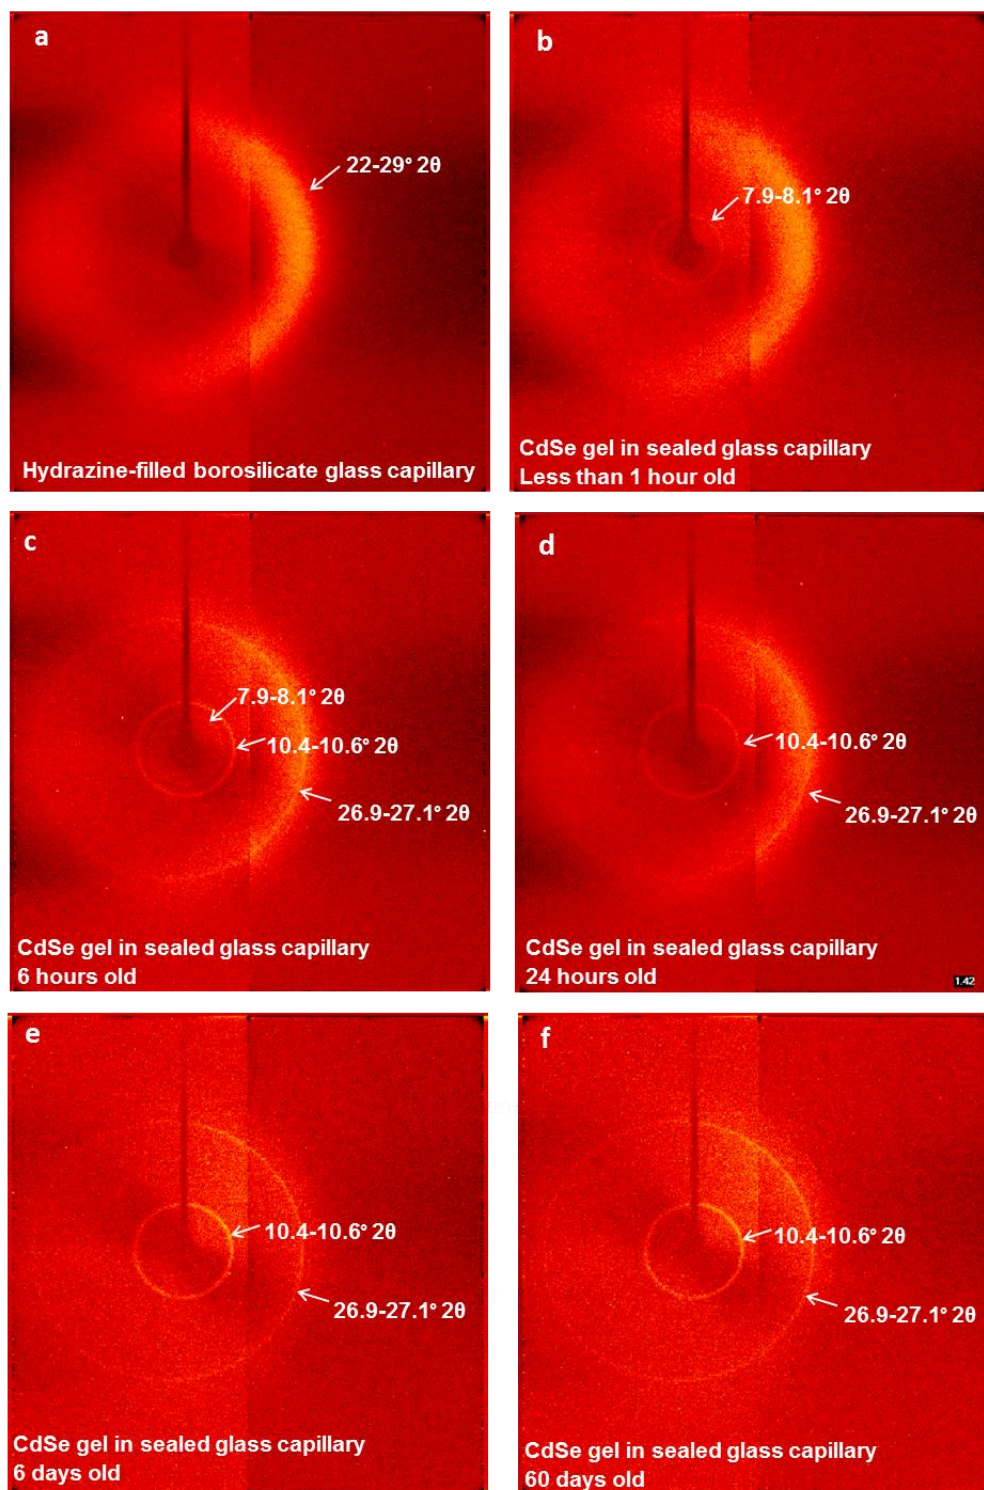 a
22-29° 2θ
Hydrazine-filled borosilicate glass capillary
b
7.9-8.1° 2θ
CdSe gel in sealed glass capillary
Less than 1 hour old
c
7.9-8.1° 2θ
10.4-10.6° 2θ
26.9-27.1° 2θ
CdSe gel in sealed glass capillary
6 hours old
d
10.4-10.6° 2θ
26.9-27.1° 2θ
CdSe gel in sealed glass capillary
24 hours old
1.42
e
10.4-10.6° 2θ
26.9-27.1° 2θ
CdSe gel in sealed glass capillary
6 days old
f
10.4-10.6° 2θ
26.9-27.1° 2θ
CdSe gel in sealed glass capillary
60 days old